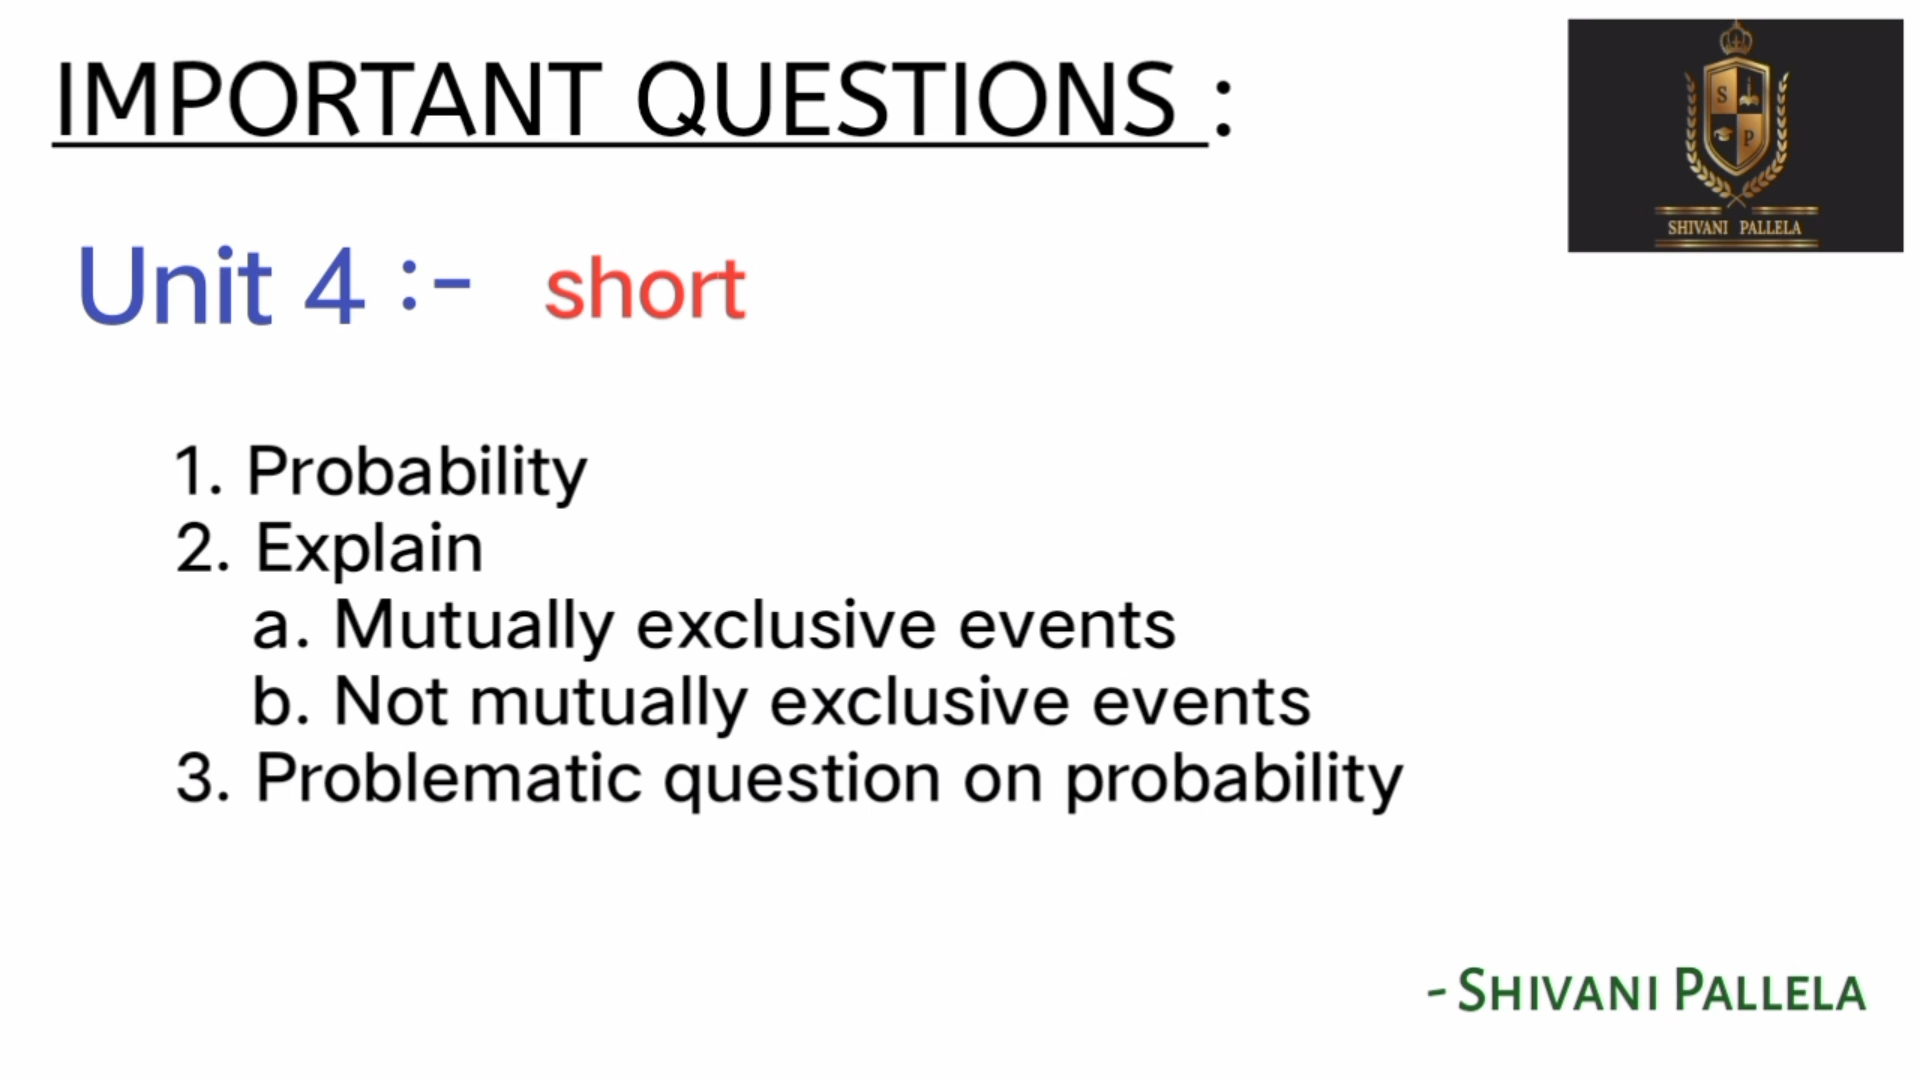 IMPORTANT QUESTIONS :
S
P
SHIVANI PALLELA
Unit 4 :- short
1. Probability
2. Explain
a. Mutually exclusive events
b. Not mutually exclusive events
3. Problematic question on probability
- SHIVANI PALLELA